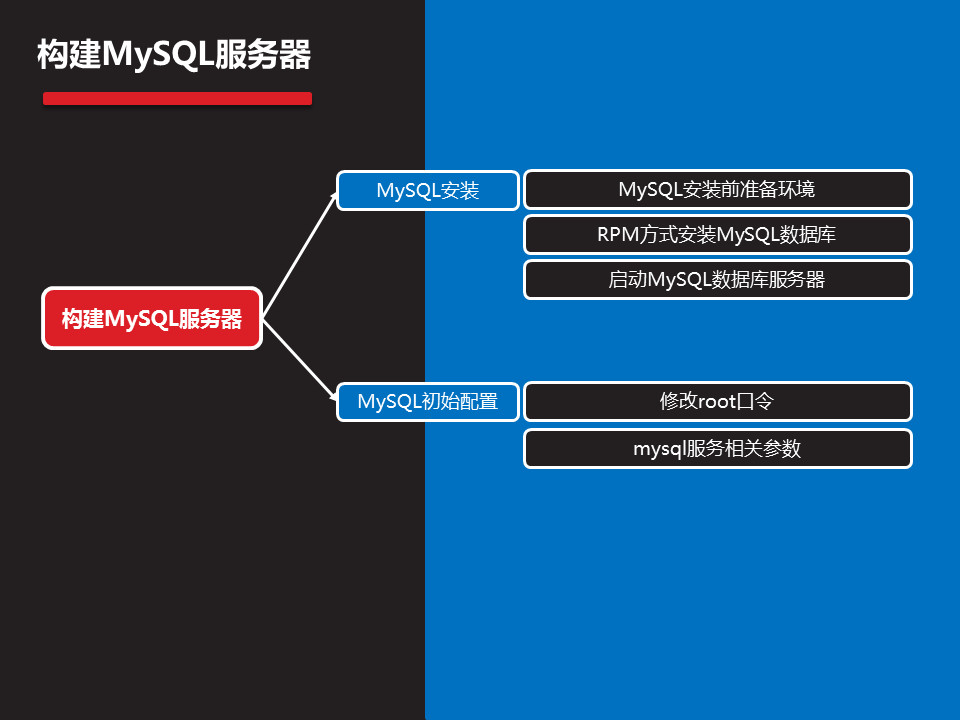 构建MySQL服务器
MySQL安装
MySQL安装前准备环境
RPM方式安装MySQL数据库
启动MySQL数据库服务器
构建MySQL服务器
MySQL初始配置
修改root口令
mysql服务相关参数